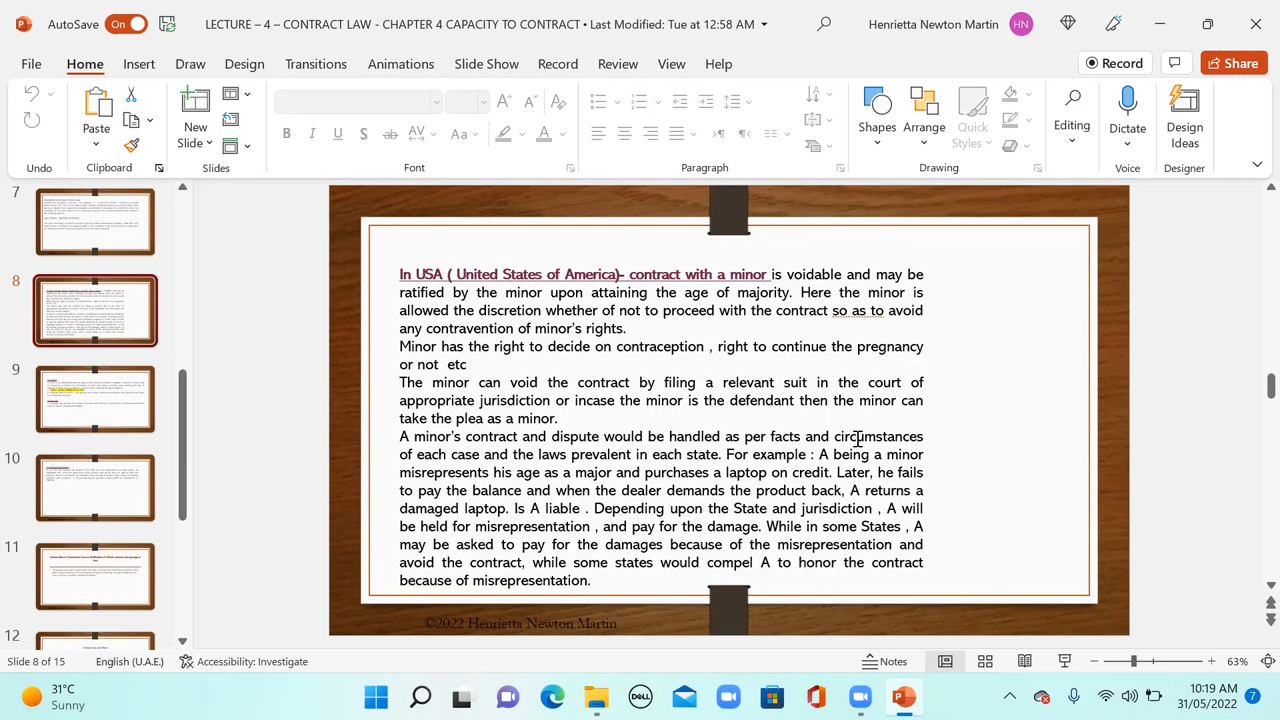 AutoSave On LECTURE – 4 – CONTRACT LAW - CHAPTER 4 CAPACITY TO CONTRACT • Last Modified: Tue at 12:58 AM Henrietta Newton Martin HN
File Home Insert Draw Design Transitions Animations Slide Show Record Review View Help Record Share
Paste New Slide B I U S ab AV Aa A A A Shapes Arrange Quick Styles Editing Dictate Design Ideas
Undo Clipboard Slides Font Paragraph Drawing Voice Designer
7
8
9
10
11
12
In USA ( United States of America)- contract with a minor is voidable and may be
ratified by the minor upon attaining the age of majority. Here the minor is
allowed the discretion whether of not to proceed with the contract so as to avoid
any contravention of minor's rights.
Minor has the right to decide on contraception , right to continue the pregnancy
or not etc.
The minor can avoid the contract by filing a relevant suit in the court of
appropriate jurisdiction or incase the minor is the defendant then the minor can
take the plea as a minor.
A minor's contract and dispute would be handled as per facts and circumstances
of each case and the laws prevalent in each state. For example : A being a minor
misrepresents his age as major and purchases a laptop on credit. Later, he fails
to pay the balance and when the dealer demands the product back, A returns a
damaged laptop. Is A liable . Depending upon the State and jurisdiction , A will
be held for misrepresentation , and pay for the damage. While in some States , A
may be asked to pay for the damages because of the misrepresentation and
avoid the contract. While some states would compel A to honor the contract
because of misrepresentation.
©2022 Henrietta Newton Martin
Slide 8 of 15 English (U.A.E.) Accessibility: Investigate Notes 63%
31°C
Sunny
DELL
10:19 AM
31/05/2022
7